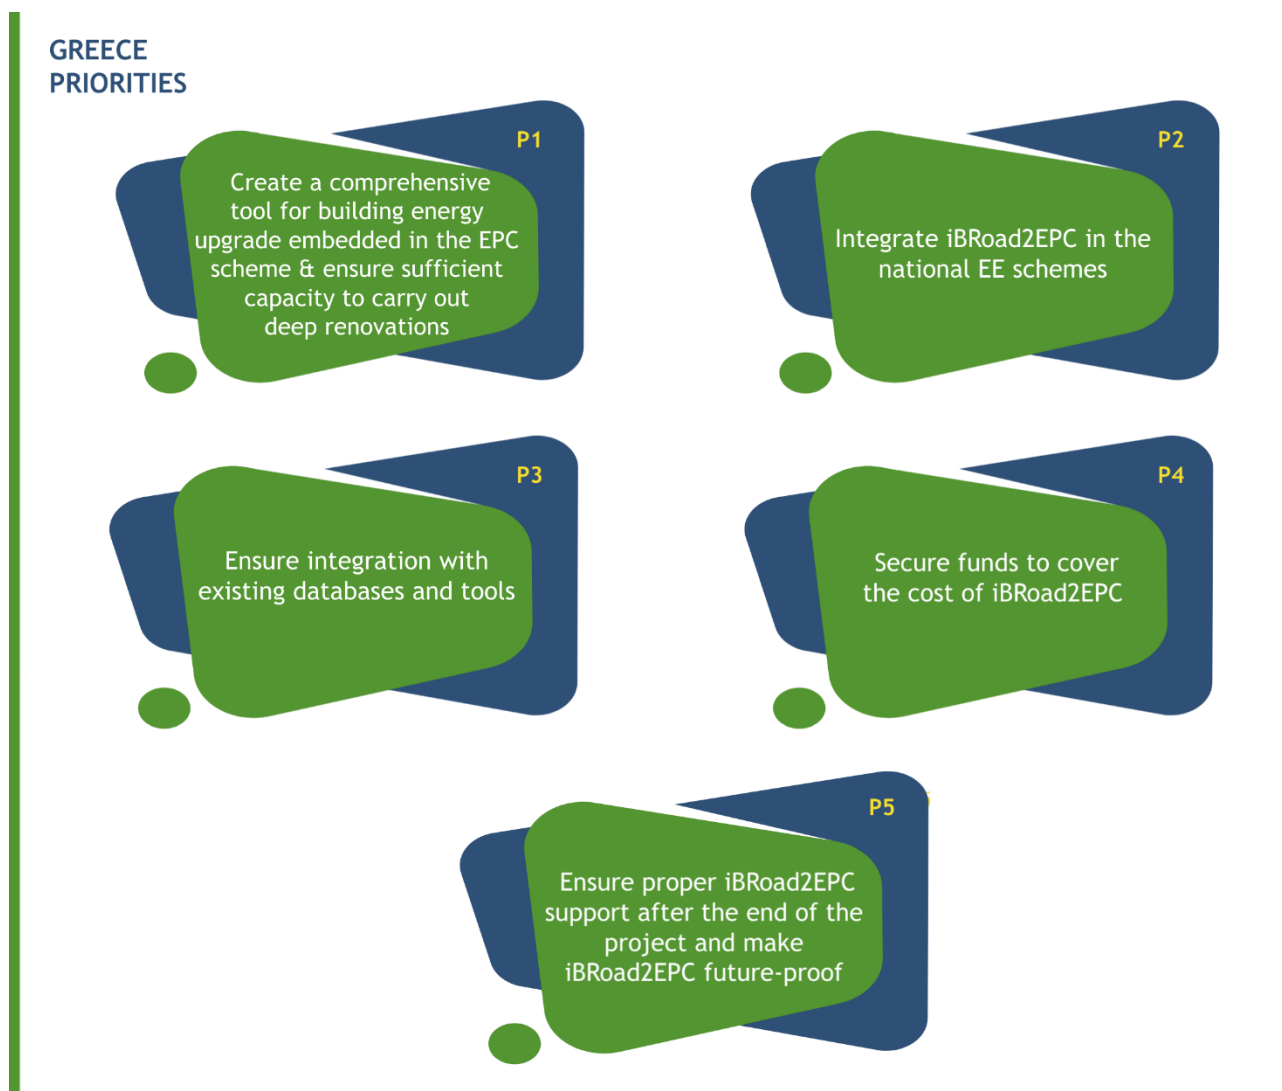 GREECE
PRIORITIES
P1
Create a comprehensive
tool for building energy
upgrade embedded in the EPC
scheme & ensure sufficient
capacity to carry out
deep renovations
P2
Integrate iBRoad2EPC in the
national EE schemes
P3
Ensure integration with
existing databases and tools
P4
Secure funds to cover
the cost of iBRoad2EPC
P5
Ensure proper iBRoad2EPC
support after the end of the
project and make
iBRoad2EPC future-proof